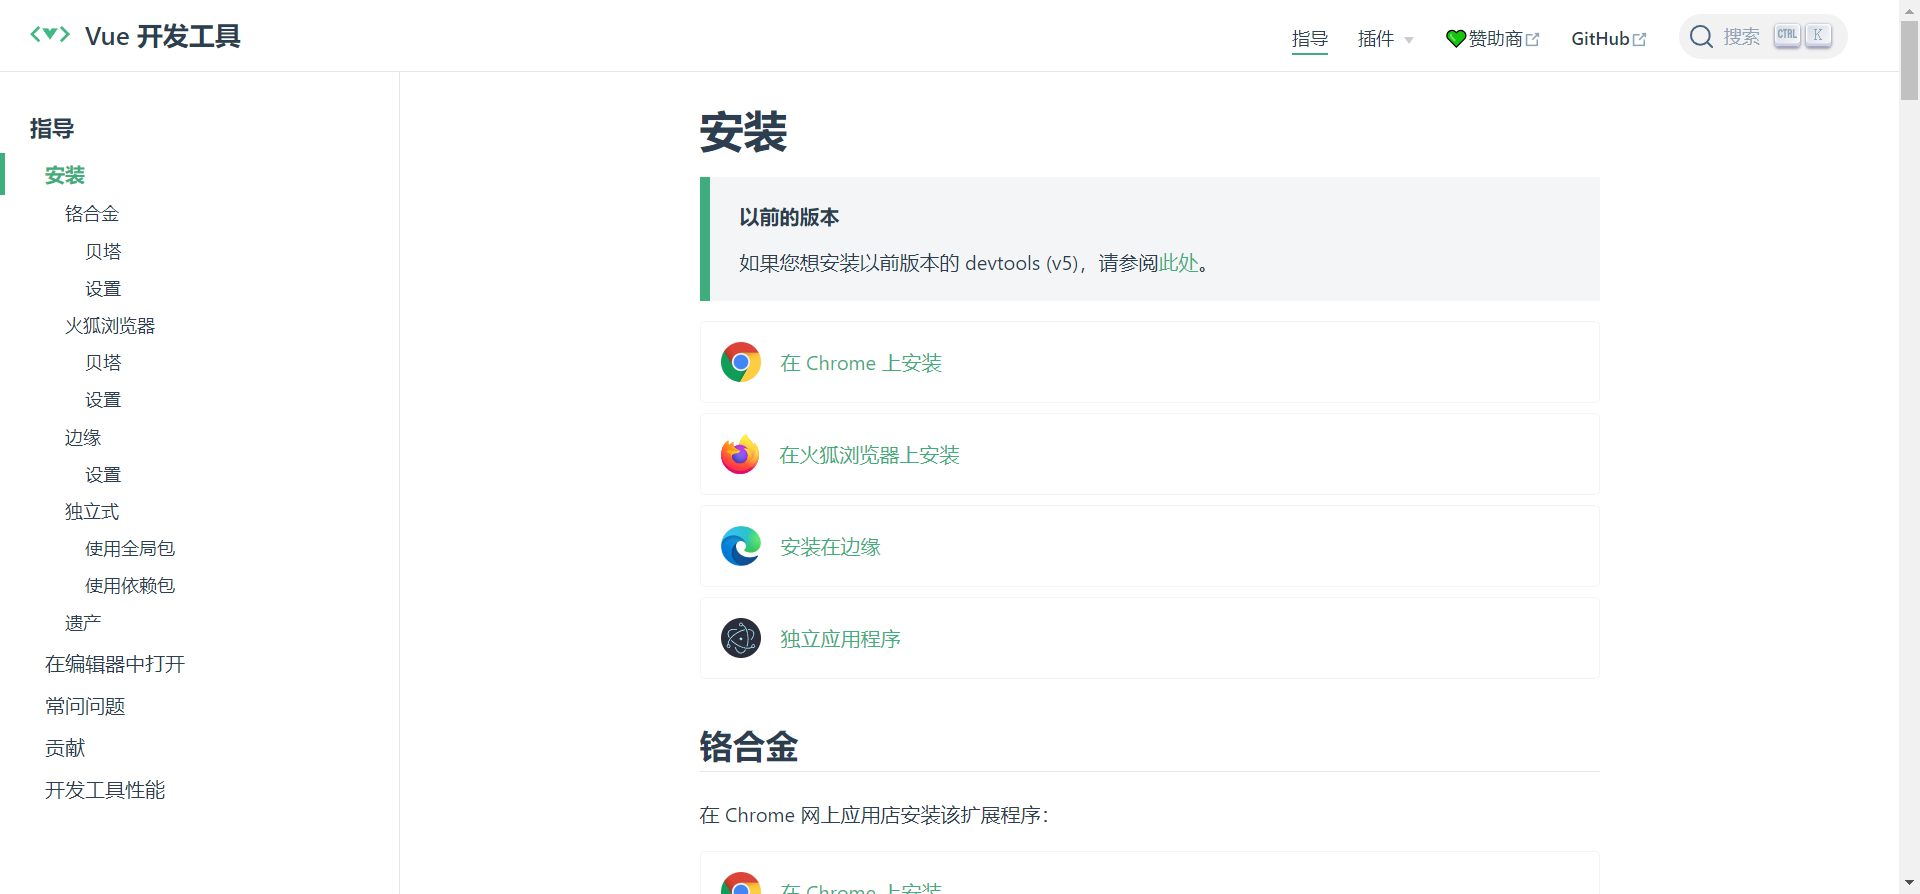 Vue 开发工具
指导
插件
赞助商
GitHub
搜索
CTRL
K
指导
安装
铬合金
贝塔
设置
火狐浏览器
贝塔
设置
边缘
设置
独立式
使用全局包
使用依赖包
遗产
在编辑器中打开
常问问题
贡献
开发工具性能
安装
以前的版本
如果您想安装以前版本的 devtools (v5)，请参阅此处。
在 Chrome 上安装
在火狐浏览器上安装
安装在边缘
独立应用程序
铬合金
在 Chrome 网上应用店安装该扩展程序：
在 Chrome 上安装